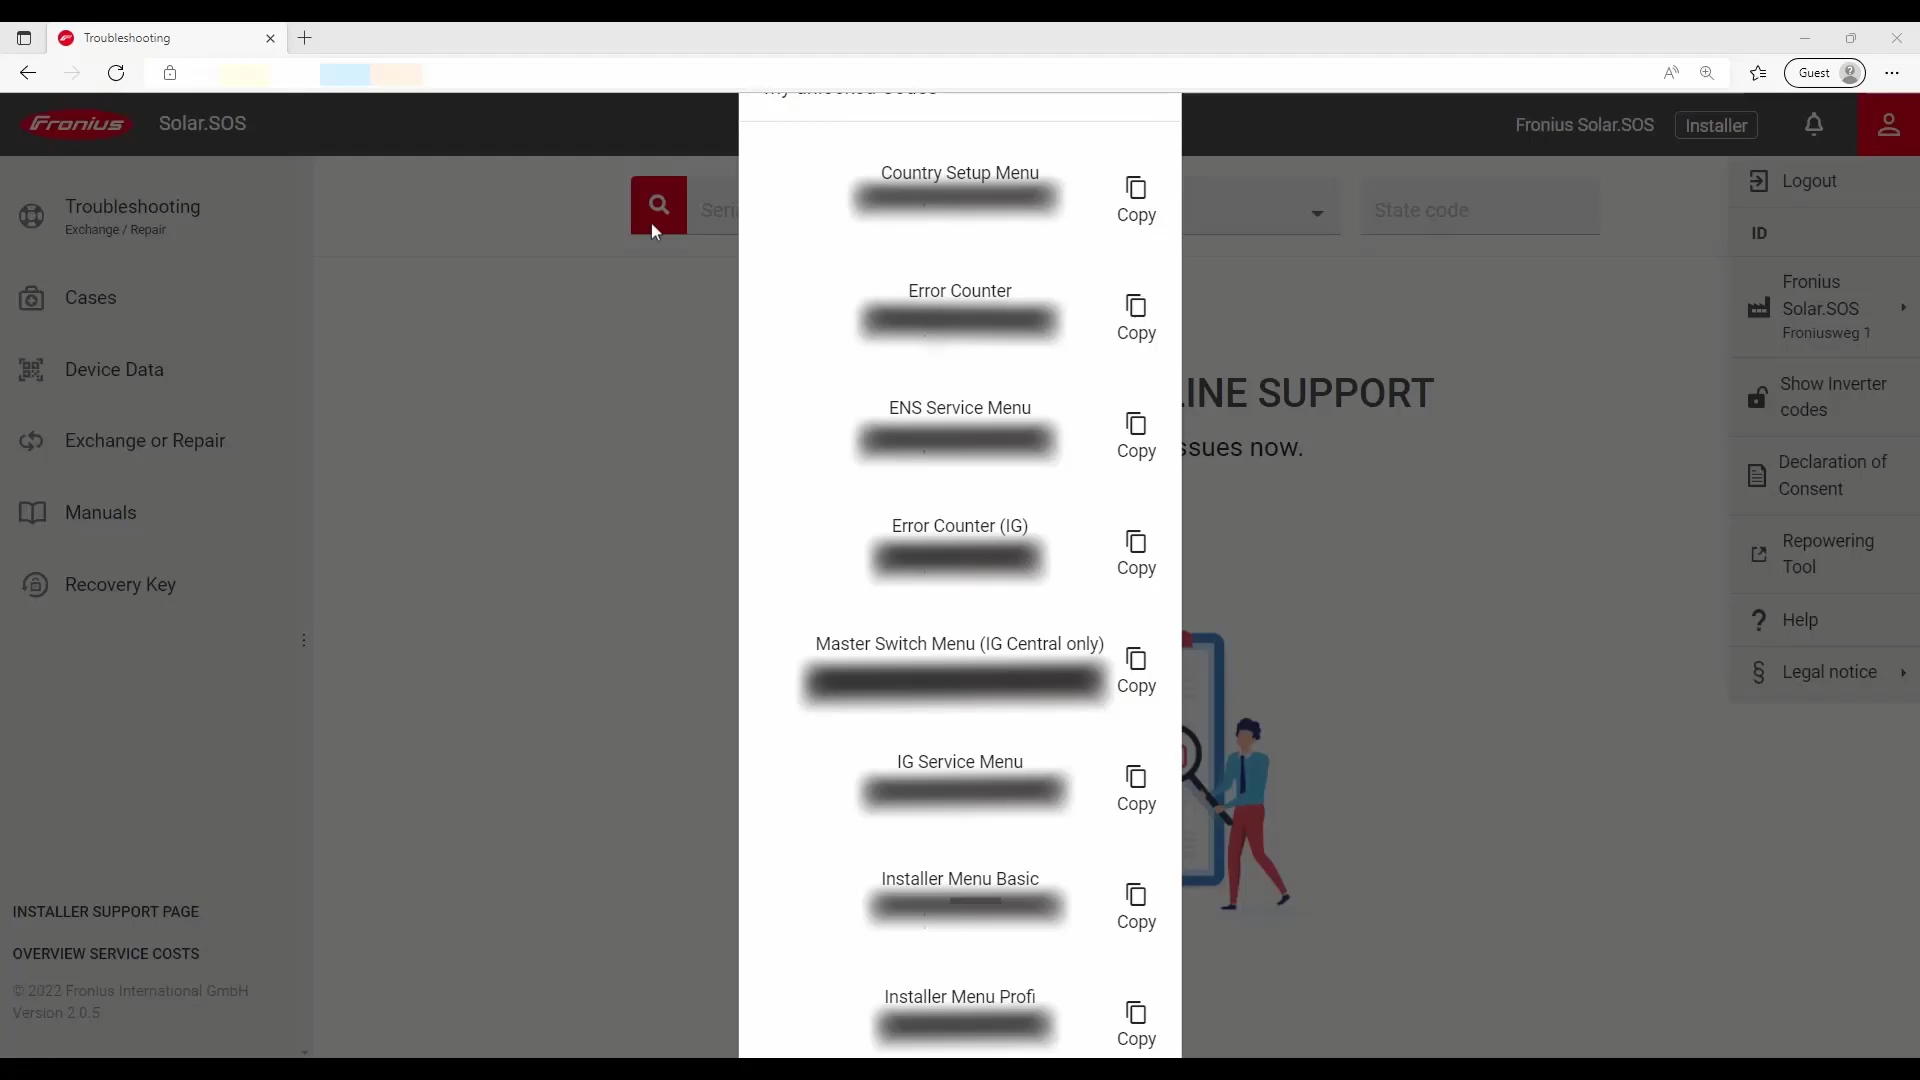 Troubleshooting
Guest
Fronius
Solar.SOS
Fronius Solar.SOS
Installer
Troubleshooting
Exchange / Repair
Cases
Device Data
Exchange or Repair
Manuals
Recovery Key
INSTALLER SUPPORT PAGE
OVERVIEW SERVICE COSTS
© 2022 Fronius International GmbH
Version 2.0.5
State code
LINE SUPPORT
ssues now.
Country Setup Menu
Copy
Error Counter
Copy
ENS Service Menu
Copy
Error Counter (IG)
Copy
Master Switch Menu (IG Central only)
Copy
IG Service Menu
Copy
Installer Menu Basic
Copy
Installer Menu Profi
Copy
Logout
ID
Fronius
Solar.SOS
Froniusweg 1
Show Inverter
codes
Declaration of
Consent
Repowering
Tool
Help
§ Legal notice